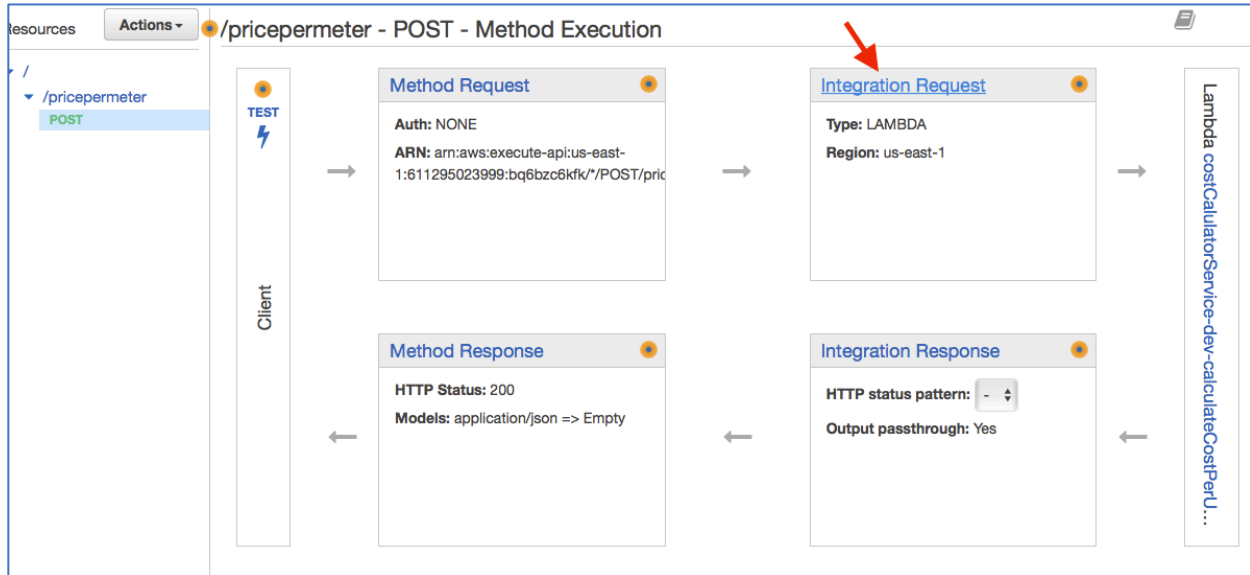 Resources
Actions
/pricepermeter - POST - Method Execution
/
/pricepermeter
POST
TEST
Client
Method Request
Auth: NONE
ARN: arn:aws:execute-api:us-east-
1:611295023999:bq6bzc6kfk/*/POST/pric
Integration Request
Type: LAMBDA
Region: us-east-1
Lambda costCalulatorService-dev-calculateCostPerU...
Method Response
HTTP Status: 200
Models: application/json => Empty
Integration Response
HTTP status pattern: -
Output passthrough: Yes